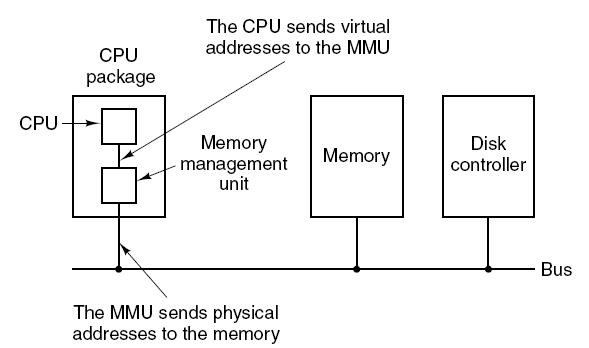 The CPU sends virtual
addresses to the MMU
CPU
package
CPU
Memory
management
unit
Memory
Disk
controller
Bus
The MMU sends physical
addresses to the memory